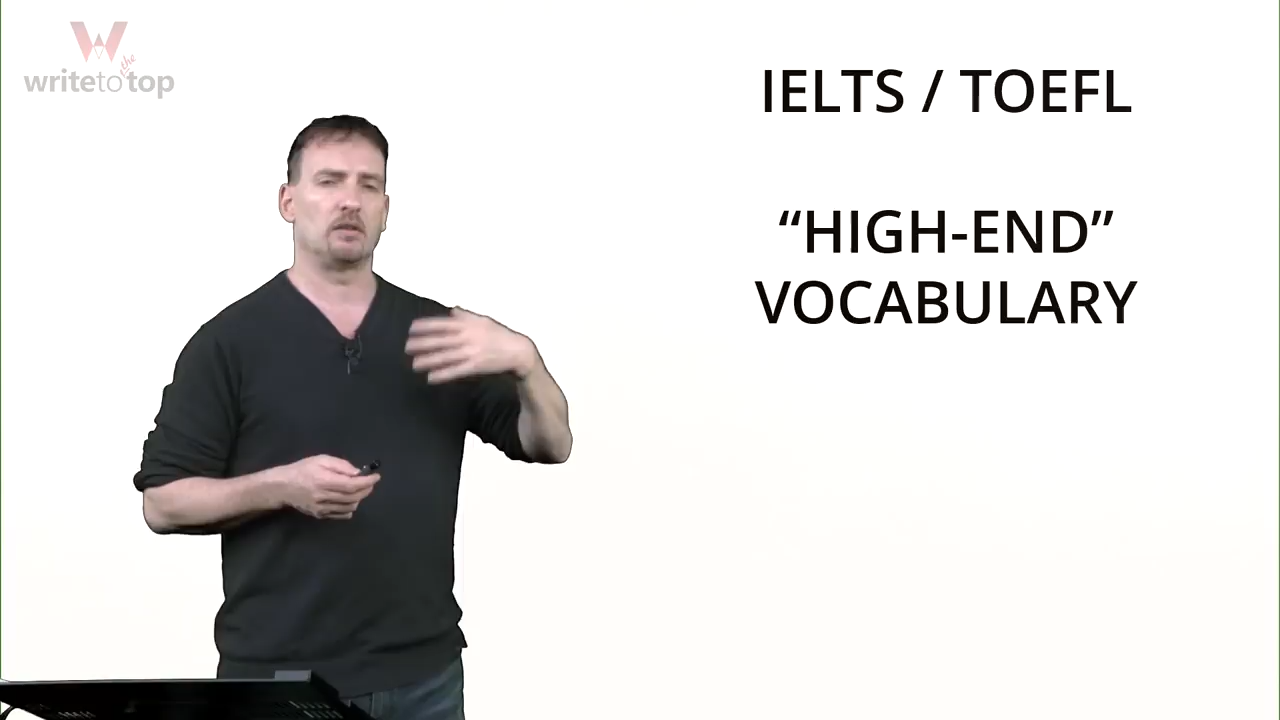 W
writetothetop
IELTS / TOEFL
“HIGH-END”
VOCABULARY